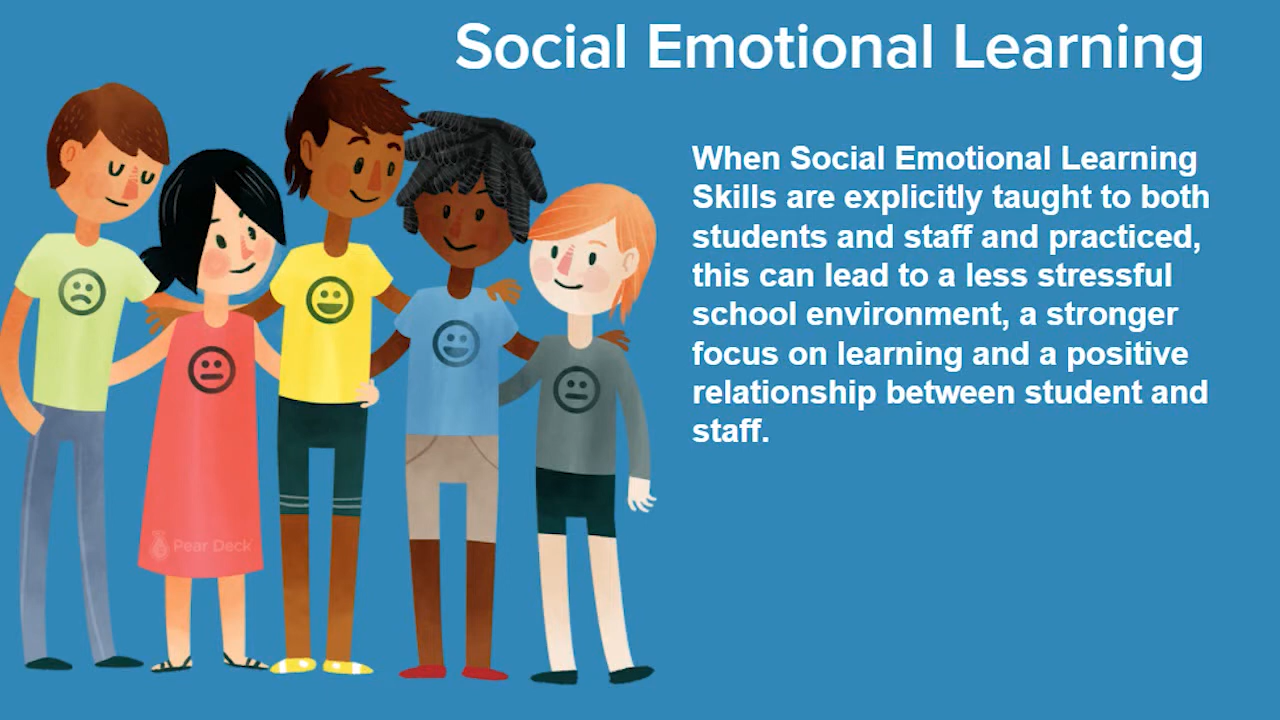 Social Emotional Learning
When Social Emotional Learning
Skills are explicitly taught to both
students and staff and practiced,
this can lead to a less stressful
school environment, a stronger
focus on learning and a positive
relationship between student and
staff.
Pear Deck